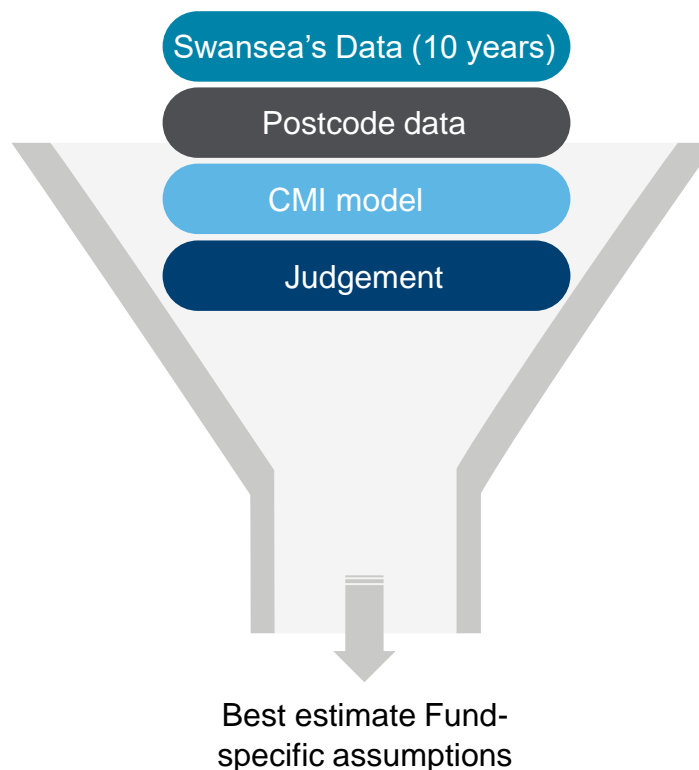 Swansea’s Data (10 years)
Postcode data
CMI model
Judgement
Best estimate Fund-
specific assumptions